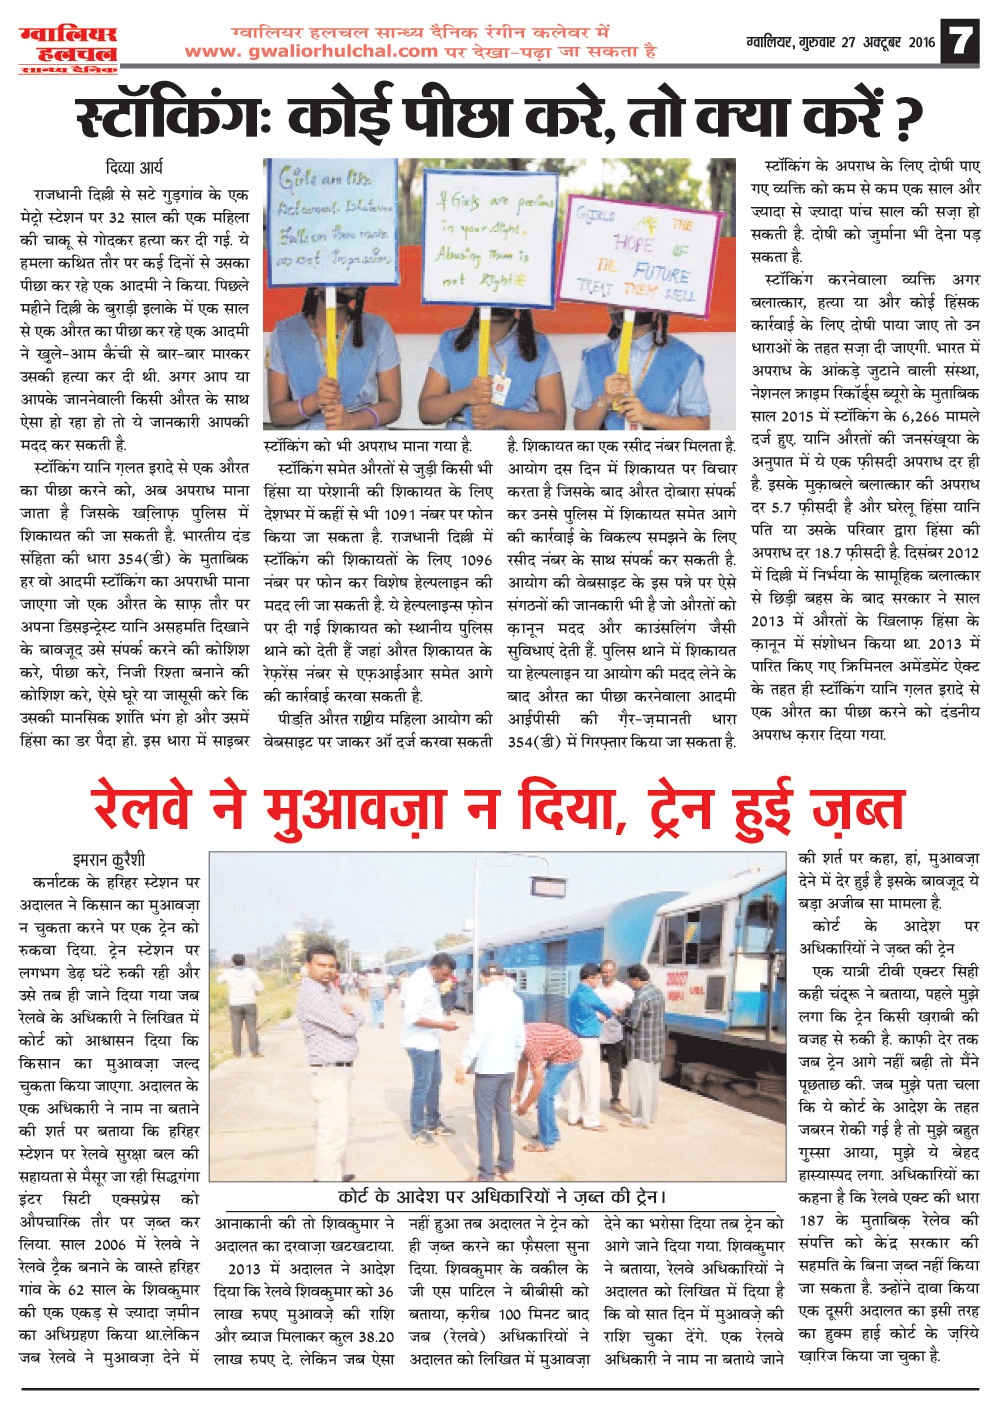 ग्वालियर
हलचल
सान्ध्य दैनिक
ग्वालियर हलचल सान्ध्य दैनिक रंगीन कलेवर में
www. gwaliorhulchal.com पर देखा-पढ़ा जा सकता है
ग्वालियर, गुरुवार 27 अक्टूबर 2016
7
स्टॉकिंगः कोई पीछा करे, तो क्या करें ?
दिव्या आर्य
राजधानी दिल्ली से सटे गुड़गांव के एक
मेट्रो स्टेशन पर 32 साल की एक महिला
की चाकू से गोदकर हत्या कर दी गई. ये
हमला कथित तौर पर कई दिनों से उसका
पीछा कर रहे एक आदमी ने किया. पिछले
महीने दिल्ली के बुराड़ी इलाके में एक साल
से एक औरत का पीछा कर रहे एक आदमी
ने खुले-आम कैंची से बार-बार मारकर
उसकी हत्या कर दी थी. अगर आप या
आपके जाननेवाली किसी औरत के साथ
ऐसा हो रहा हो तो ये जानकारी आपकी
मदद कर सकती है.
स्टॉकिंग यानि ग़लत इरादे से एक औरत
का पीछा करने को, अब अपराध माना
जाता है जिसके खि़लाफ़ पुलिस में
शिकायत की जा सकती है. भारतीय दंड
संहिता की धारा 354(डी) के मुताबिक
हर वो आदमी स्टॉकिंग का अपराधी माना
जाएगा जो एक औरत के साफ़ तौर पर
अपना डिसइन्ट्रेस्ट यानि असहमति दिखाने
के बावजूद उसे संपर्क करने की कोशिश
करे, पीछा करे, निजी रिश्ता बनाने की
कोशिश करे, ऐसे घूरे या जासूसी करे कि
उसकी मानसिक शांति भंग हो और उसमें
हिंसा का डर पैदा हो. इस धारा में साइबर
Girls are like
in your Night.
Abusing them is
not Right
GIRLS ARE THE
HOPE OF
THE FUTURE
TREAT THEM WELL
स्टॉकिंग को भी अपराध माना गया है.
स्टॉकिंग समेत औरतों से जुड़ी किसी भी
हिंसा या परेशानी की शिकायत के लिए
देशभर में कहीं से भी 1091 नंबर पर फोन
किया जा सकता है. राजधानी दिल्ली में
स्टॉकिंग की शिकायतों के लिए 1096
नंबर पर फोन कर विशेष हेल्पलाइन की
मदद ली जा सकती है. ये हेल्पलाइन्स फ़ोन
पर दी गई शिकायत को स्थानीय पुलिस
थाने को देती हैं जहां औरत शिकायत के
रेफ़रेंस नंबर से एफ़आईआर समेत आगे
की कार्रवाई करवा सकती है.
पीड़ति औरत राष्ट्रीय महिला आयोग की
वेबसाइट पर जाकर ऑ दर्ज करवा सकती
है. शिकायत का एक रसीद नंबर मिलता है.
आयोग दस दिन में शिकायत पर विचार
करता है जिसके बाद औरत दोबारा संपर्क
कर उनसे पुलिस में शिकायत समेत आगे
की कार्रवाई के विकल्प समझने के लिए
रसीद नंबर के साथ संपर्क कर सकती है.
आयोग की वेबसाइट के इस पन्ने पर ऐसे
संगठनों की जानकारी भी है जो औरतों को
क़ानून मदद और काउंसलिंग जैसी
सुविधाएं देती हैं. पुलिस थाने में शिकायत
या हेल्पलाइन या आयोग की मदद लेने के
बाद औरत का पीछा करनेवाला आदमी
आईपीसी की गै़र-ज़मानती धारा
354(डी) में गिरफ़्तार किया जा सकता है.
स्टॉकिंग के अपराध के लिए दोषी पाए
गए व्यक्ति को कम से कम एक साल और
ज्यादा से ज्यादा पांच साल की सज़ा हो
सकती है. दोषी को जुर्माना भी देना पड़
सकता है.
स्टॉकिंग करनेवाला व्यक्ति अगर
बलात्कार, हत्या या और कोई हिंसक
कार्रवाई के लिए दोषी पाया जाए तो उन
धाराओं के तहत सज़ा दी जाएगी. भारत में
अपराध के आंकड़े जुटाने वाली संस्था,
नेशनल क्राइम रिकॉर्ड्स ब्यूरो के मुताबिक
साल 2015 में स्टॉकिंग के 6,266 मामले
दर्ज हुए. यानि औरतों की जनसंख्या के
अनुपात में ये एक फ़ीसदी अपराध दर ही
है. इसके मुक़ाबले बलात्कार की अपराध
दर 5.7 फ़ीसदी है और घरेलू हिंसा यानि
पति या उसके परिवार द्वारा हिंसा की
अपराध दर 18.7 फ़ीसदी है. दिसंबर 2012
में दिल्ली में निर्भया के सामूहिक बलात्कार
से छिड़ी बहस के बाद सरकार ने साल
2013 में औरतों के खिलाफ़ हिंसा के
क़ानून में संशोधन किया था. 2013 में
पारित किए गए क्रिमिनल अमेंडमेंट ऐक्ट
के तहत ही स्टॉकिंग यानि ग़लत इरादे से
एक औरत का पीछा करने को दंडनीय
अपराध क़रार दिया गया.
रेलवे ने मुआवज़ा न दिया, ट्रेन हुई ज़ब्त
इमरान क़ुरैशी
कर्नाटक के हरिहर स्टेशन पर
अदालत ने किसान का मुआवज़ा
न चुकता करने पर एक ट्रेन को
रुकवा दिया. ट्रेन स्टेशन पर
लगभग डेढ़ घंटे रुकी रही और
उसे तब ही जाने दिया गया जब
रेलवे के अधिकारी ने लिखित में
कोर्ट को आश्वासन दिया कि
किसान का मुआवज़ा जल्द
चुकता किया जाएगा. अदालत के
एक अधिकारी ने नाम ना बताने
की शर्त पर बताया कि हरिहर
स्टेशन पर रेलवे सुरक्षा बल की
सहायता से मैसूर जा रही सिद्धगंगा
इंटर सिटी एक्सप्रेस को
औपचारिक तौर पर ज़ब्त कर
लिया. साल 2006 में रेलवे ने
रेलवे ट्रैक बनाने के वास्ते हरिहर
गांव के 62 साल के शिवकुमार
की एक एकड़ से ज्यादा ज़मीन
का अधिग्रहण किया था.लेकिन
जब रेलवे ने मुआवज़ा देने में
कोर्ट के आदेश पर अधिकारियों ने ज़ब्त की ट्रेन।
आनाकानी की तो शिवकुमार ने
अदालत का दरवाज़ा खटखटाया.
2013 में अदालत ने आदेश
दिया कि रेलवे शिवकुमार को 36
लाख रुपए मुआवज़े की राशि
और ब्याज मिलाकर कुल 38.20
लाख रुपए दे. लेकिन जब ऐसा
नहीं हुआ तब अदालत ने ट्रेन को
ही ज़ब्त करने का फै़सला सुना
दिया. शिवकुमार के वकील के
जी एस पाटिल ने बीबीसी को
बताया, क़रीब 100 मिनट बाद
जब (रेलवे) अधिकारियों ने
अदालत को लिखित में मुआवज़ा
देने का भरोसा दिया तब ट्रेन को
आगे जाने दिया गया. शिवकुमार
ने बताया, रेलवे अधिकारियों ने
अदालत को लिखित में दिया है
कि वो सात दिन में मुआवज़े की
राशि चुका देंगे. एक रेलवे
अधिकारी ने नाम ना बताये जाने
की शर्त पर कहा, हां, मुआवज़ा
देने में देर हुई है इसके बावजूद ये
बड़ा अजीब सा मामला है.
कोर्ट के आदेश पर
अधिकारियों ने ज़ब्त की ट्रेन
एक यात्री टीवी एक्टर सिही
कही चंद्रू ने बताया, पहले मुझे
लगा कि ट्रेन किसी ख़राबी की
वजह से रुकी है. काफ़ी देर तक
जब ट्रेन आगे नहीं बढ़ी तो मैंने
पूछताछ की. जब मुझे पता चला
कि ये कोर्ट के आदेश के तहत
जबरन रोकी गई है तो मुझे बहुत
गुस्सा आया, मुझे ये बेहद
हास्यास्पद लगा. अधिकारियों का
कहना है कि रेलवे एक्ट की धारा
187 के मुताबिक़ रेलेव की
संपत्ति को केंद्र सरकार की
सहमति के बिना ज़ब्त नहीं किया
जा सकता है. उन्होंने दावा किया
एक दूसरी अदालत का इसी तरह
का हुक्म हाई कोर्ट के ज़रिये
ख़ारिज किया जा चुका है.